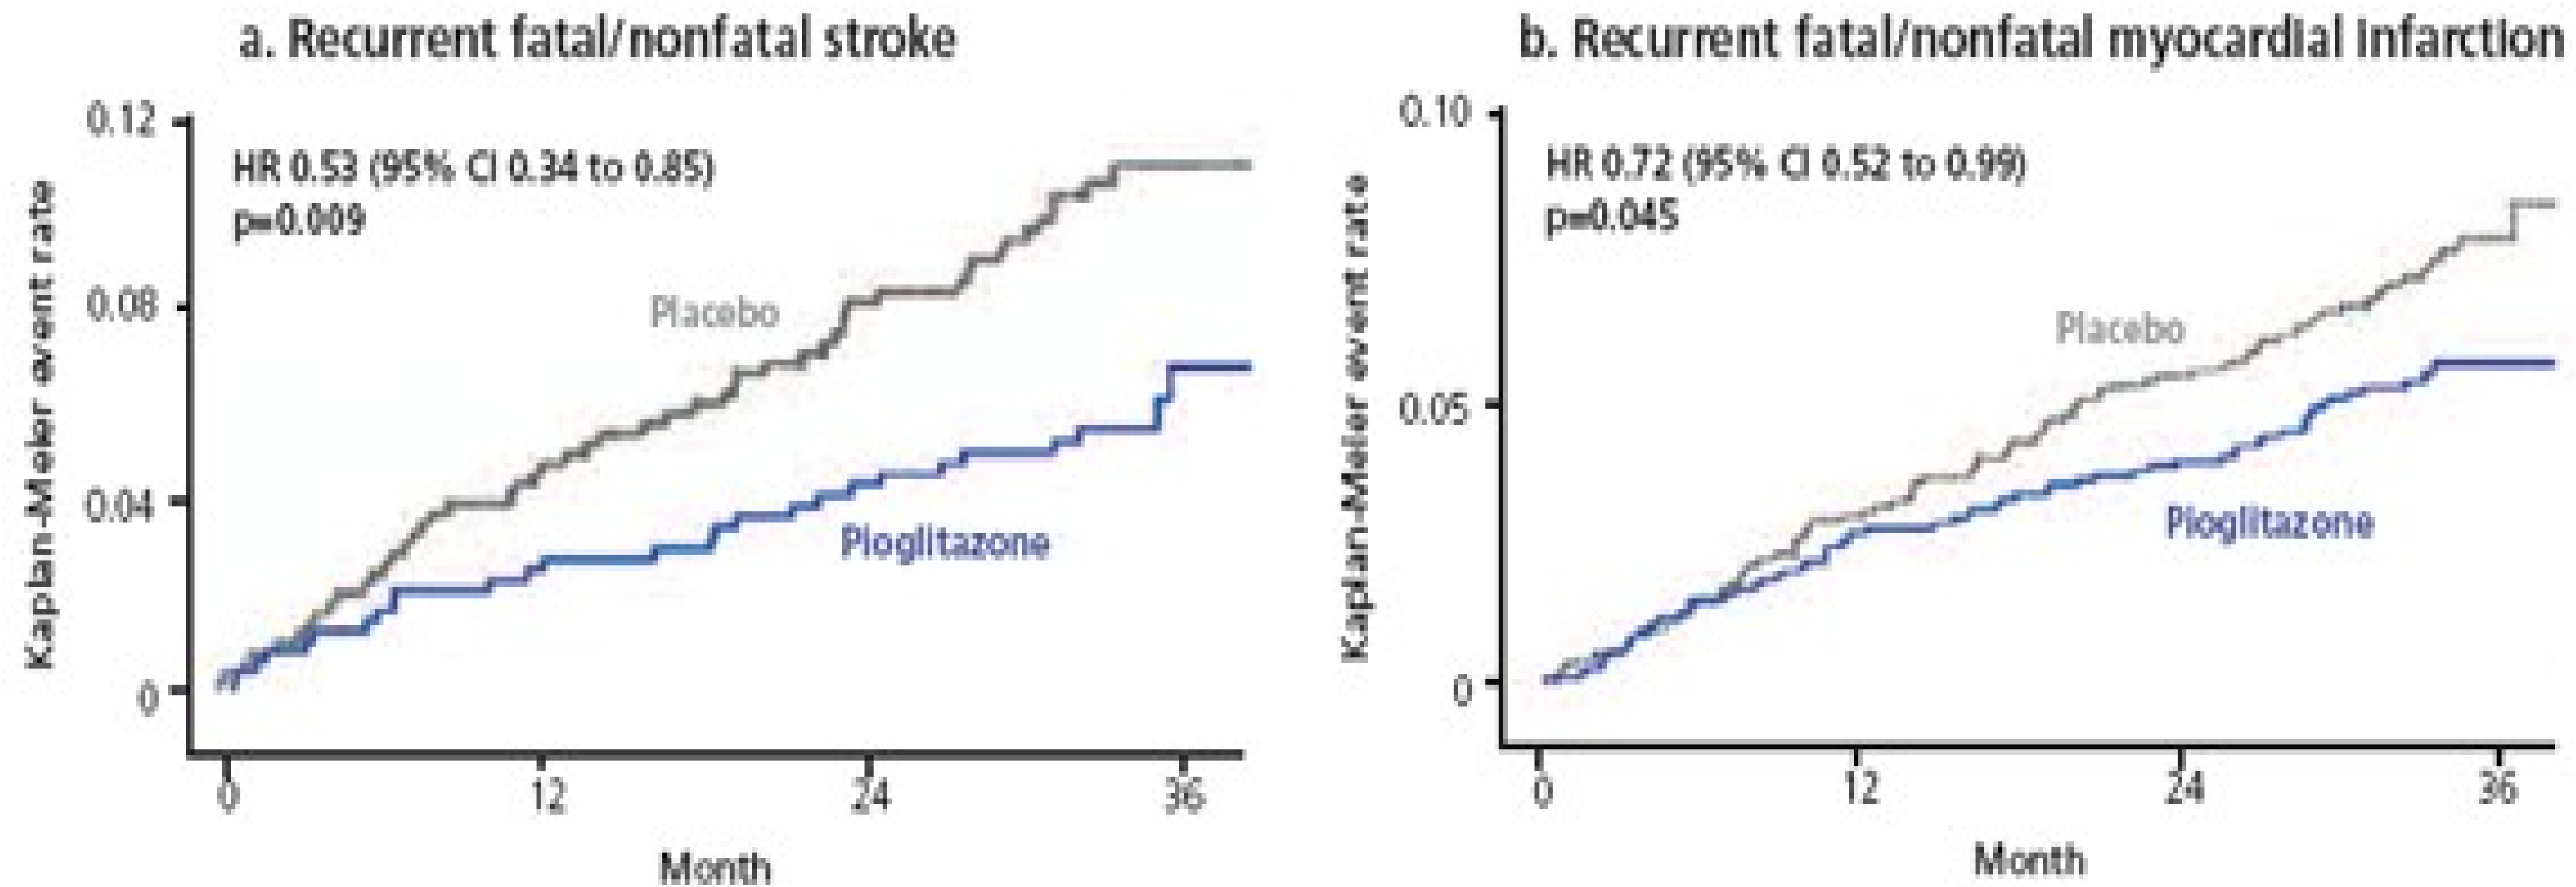 a. Recurrent fatal/nonfatal stroke
0.12
0.08
0.04
0
Kaplan-Meier event rate
HR 0.53 (95% CI 0.34 to 0.85)
p=0.009
Placebo
Pioglitazone
0
12
24
36
Month
b. Recurrent fatal/nonfatal myocardial infarction
0.10
0.05
0
Kaplan-Meier event rate
HR 0.72 (95% CI 0.52 to 0.99)
p=0.045
Placebo
Pioglitazone
0
12
24
36
Month